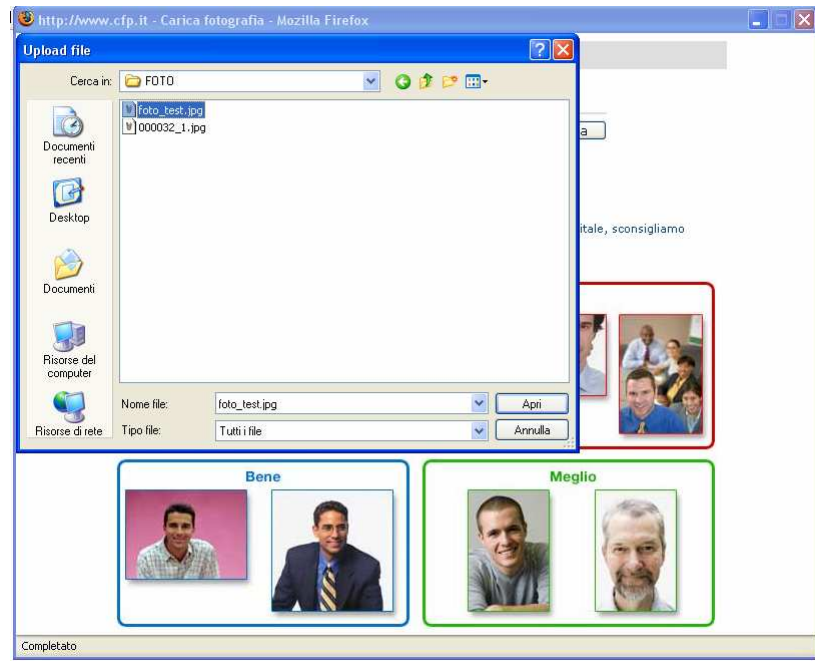 http://www.cfp.it - Carica fotografia - Mozilla Firefox
Upload file
Cerca in:
FOTO
foto_test.jpg
000032_1.jpg
Documenti
recenti
Desktop
Documenti
Risorse del
computer
Risorse di rete
Nome file:
foto_test.jpg
Apri
Tipo file:
Tutti i file
Annulla
a
itale, sconsigliamo
Bene
Meglio
Completato